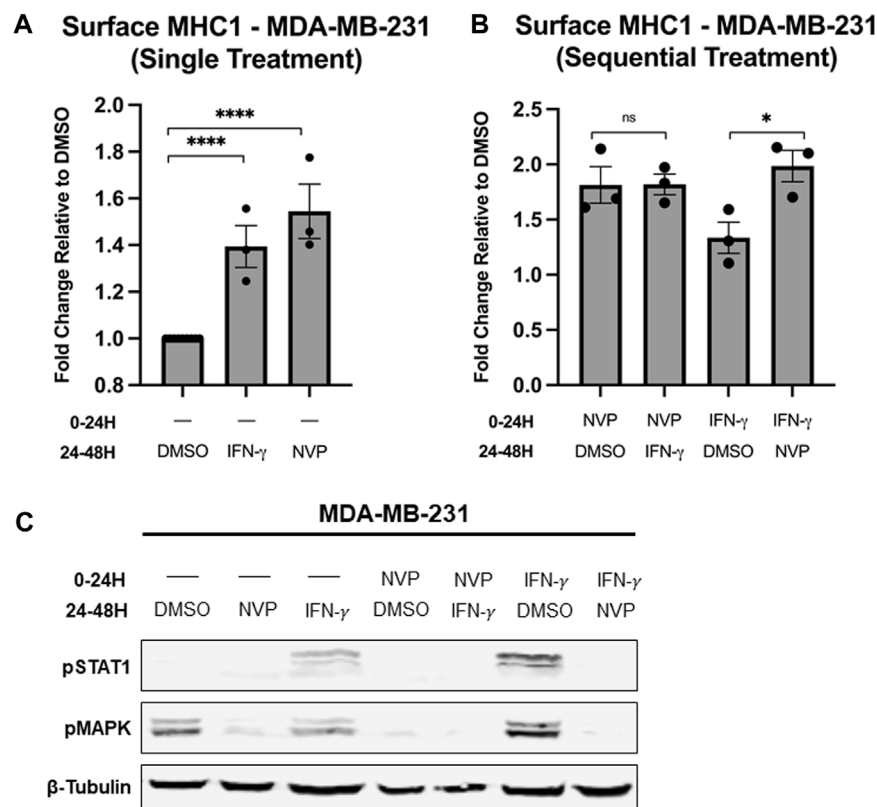 A
Surface MHC1 - MDA-MB-231
(Single Treatment)
Fold Change Relative to DMSO
2.0
1.8
1.6
1.4
1.2
1.0
0.8
****
****
0-24H — — —
24-48H DMSO IFN-γ NVP
B
Surface MHC1 - MDA-MB-231
(Sequential Treatment)
Fold Change Relative to DMSO
2.5
2.0
1.5
1.0
0.5
0.0
ns
*
0-24H NVP NVP IFN-γ IFN-γ
24-48H DMSO IFN-γ DMSO NVP
C
MDA-MB-231
0-24H — — — NVP NVP IFN-γ IFN-γ
24-48H DMSO NVP IFN-γ DMSO IFN-γ DMSO NVP
pSTAT1
pMAPK
β-Tubulin